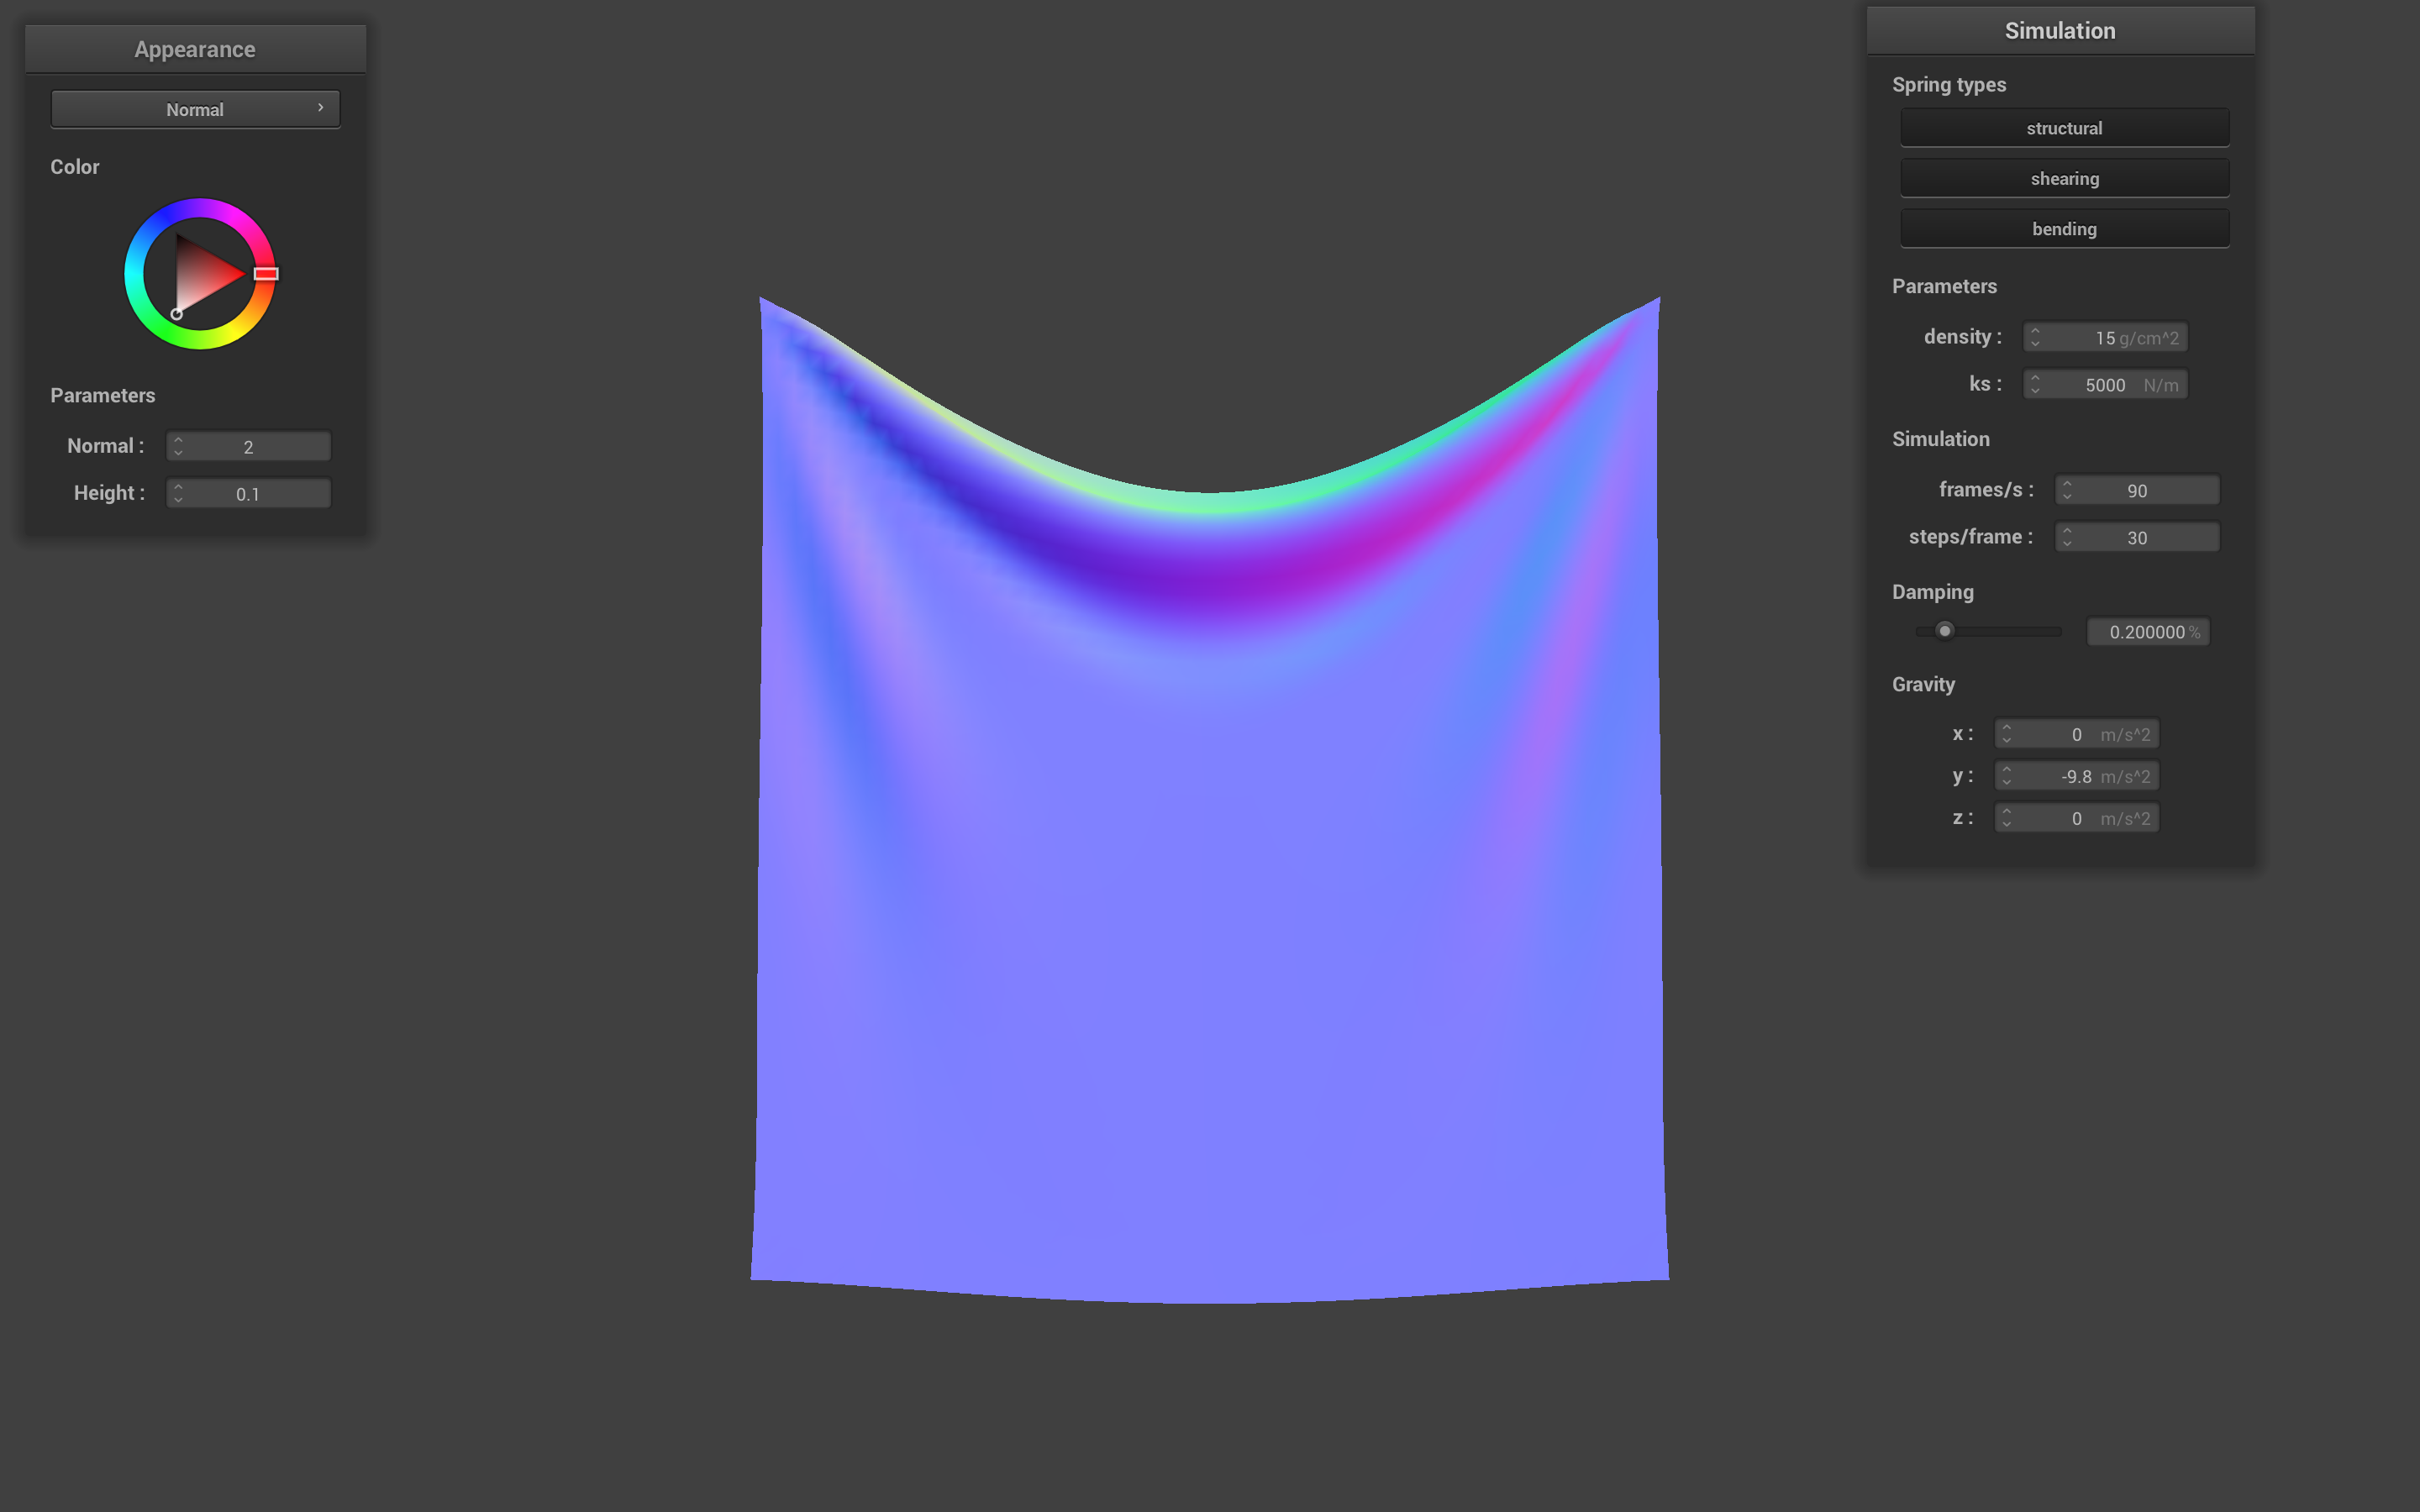 Appearance
Normal
Color
Parameters
Normal : 2
Height : 0.1
Simulation
Spring types
structural
shearing
bending
Parameters
density : 15 g/cm^2
ks : 5000 N/m
Simulation
frames/s : 90
steps/frame : 30
Damping
0.200000 %
Gravity
x : 0 m/s^2
y : -9.8 m/s^2
z : 0 m/s^2